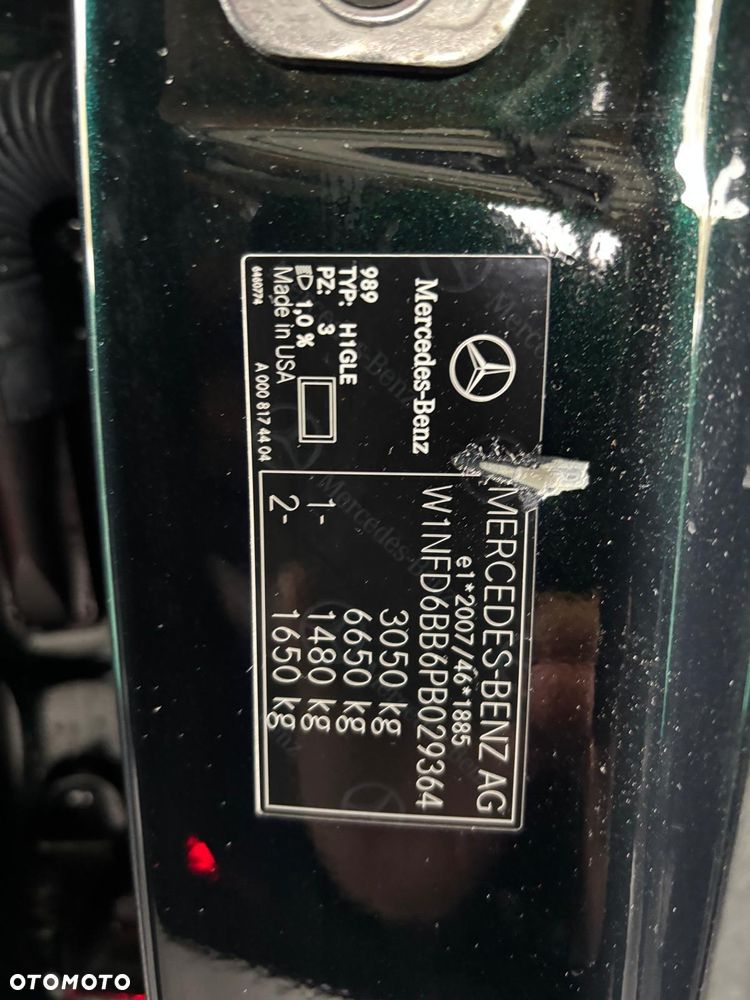 Mercedes-Benz
989
TYP: H1GLE
PZ: 3
1,0 %
Made in USA
6460774
A 000 817 44 04
MERCEDES-BENZ AG
e1*2007/46*1885
W1NFD6BB6PB029364
3050 kg
6650 kg
1- 1480 kg
2- 1650 kg
OTOMOTO